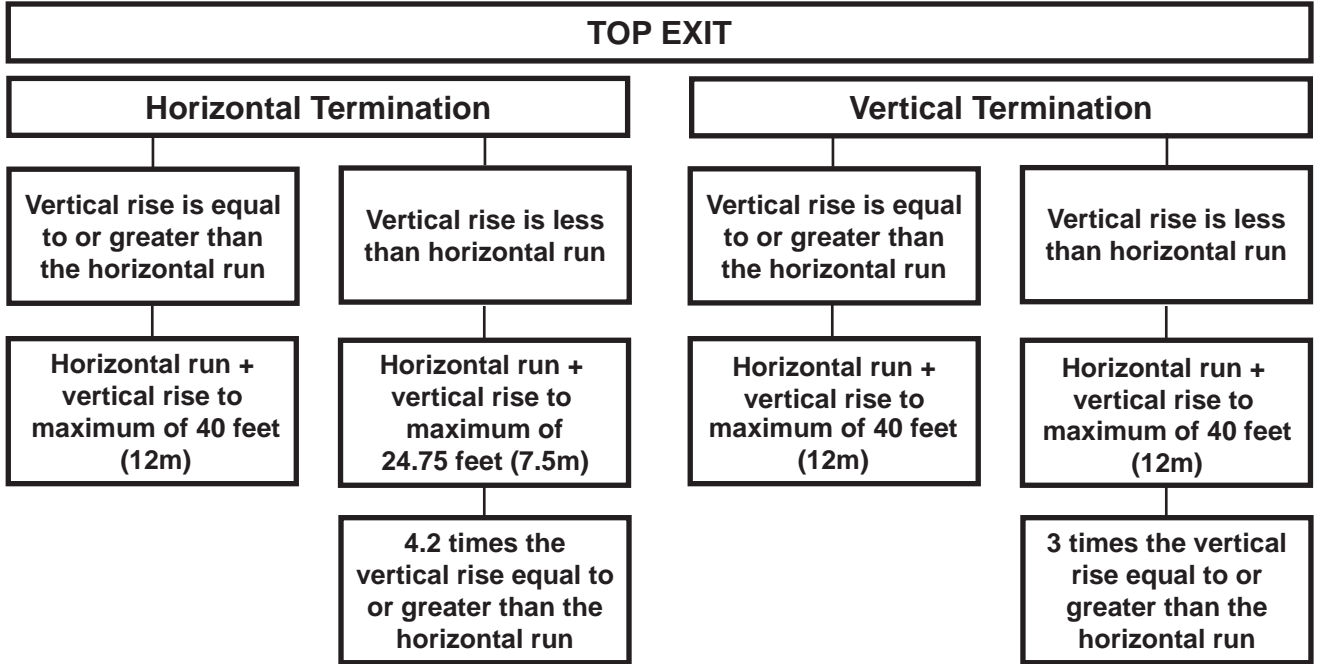 TOP EXIT
Horizontal Termination
Vertical Termination
Vertical rise is equal
to or greater than
the horizontal run
Vertical rise is less
than horizontal run
Vertical rise is equal
to or greater than
the horizontal run
Vertical rise is less
than horizontal run
Horizontal run +
vertical rise to
maximum of 40 feet
(12m)
Horizontal run +
vertical rise to
maximum of
24.75 feet (7.5m)
Horizontal run +
vertical rise to
maximum of 40 feet
(12m)
Horizontal run +
vertical rise to
maximum of 40 feet
(12m)
4.2 times the
vertical rise equal to
or greater than the
horizontal run
3 times the vertical
rise equal to or
greater than the
horizontal run